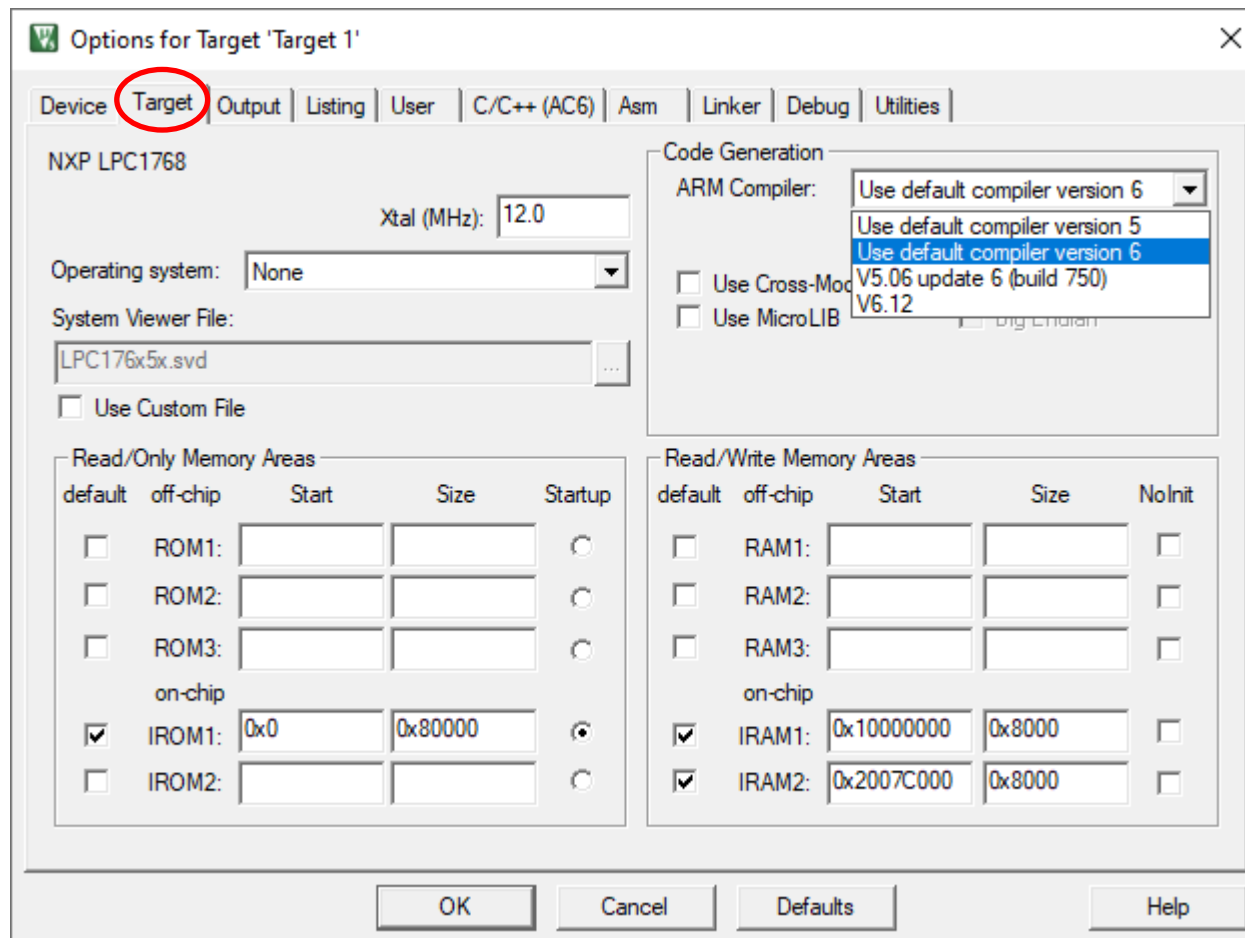 Options for Target 'Target 1'
Device Target Output Listing User C/C++ (AC6) Asm Linker Debug Utilities
NXP LPC1768
Xtal (MHz): 12.0
Operating system: None
System Viewer File:
LPC176x5x.svd ...
Use Custom File
Code Generation
ARM Compiler: Use default compiler version 6
Use default compiler version 5
Use default compiler version 6
V5.06 update 6 (build 750)
V6.12
Use Cross-Mod
Use MicroLIB Big Endian
Read/Only Memory Areas
default off-chip Start Size Startup
ROM1:
ROM2:
ROM3:
on-chip
IROM1: 0x0 0x80000
IROM2:
Read/Write Memory Areas
default off-chip Start Size NoInit
RAM1:
RAM2:
RAM3:
on-chip
IRAM1: 0x10000000 0x8000
IRAM2: 0x2007C000 0x8000
OK Cancel Defaults Help